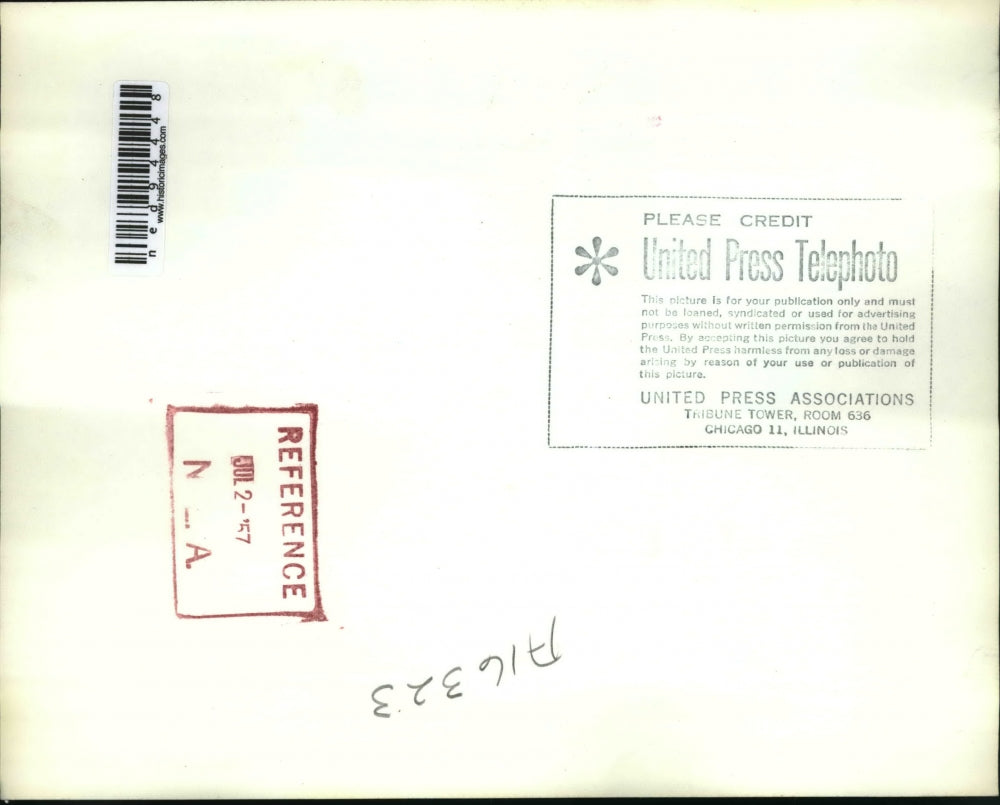 ned94448
www.historicimages.com
PLEASE CREDIT
United Press Telephoto
This picture is for your publication only and must
not be loaned, syndicated or used for advertising
purposes without written permission from the United
Press. By accepting this picture you agree to hold
the United Press harmless from any loss or damage
arising by reason of your use or publication of
this picture.
UNITED PRESS ASSOCIATIONS
TRIBUNE TOWER, ROOM 636
CHICAGO 11, ILLINOIS
REFERENCE
JUL 2-'57
N A.
A16323